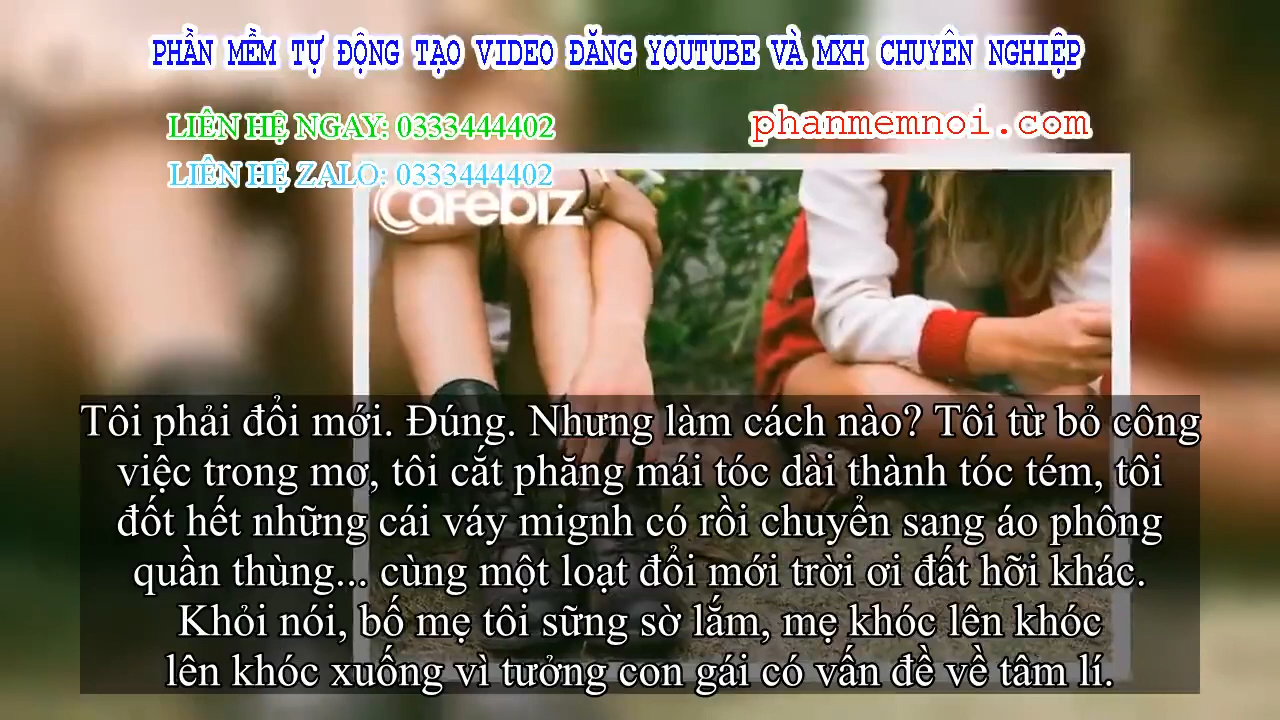 PHẦN MỀM TỰ ĐỘNG TẠO VIDEO ĐĂNG YOUTUBE VÀ MXH CHUYÊN NGHIỆP
LIÊN HỆ NGAY: 0333444402
phanmemnoi.com
LIÊN HỆ ZALO: 0333444402
Cafebiz
Tôi phải đổi mới. Đúng. Nhưng làm cách nào? Tôi từ bỏ công
việc trong mơ, tôi cắt phăng mái tóc dài thành tóc tém, tôi
đốt hết những cái váy mignh có rồi chuyển sang áo phông
quần thùng... cùng một loạt đổi mới trời ơi đất hỡi khác.
Khỏi nói, bố mẹ tôi sững sờ lắm, mẹ khóc lên khóc
lên khóc xuống vì tưởng con gái có vấn đề về tâm lí.